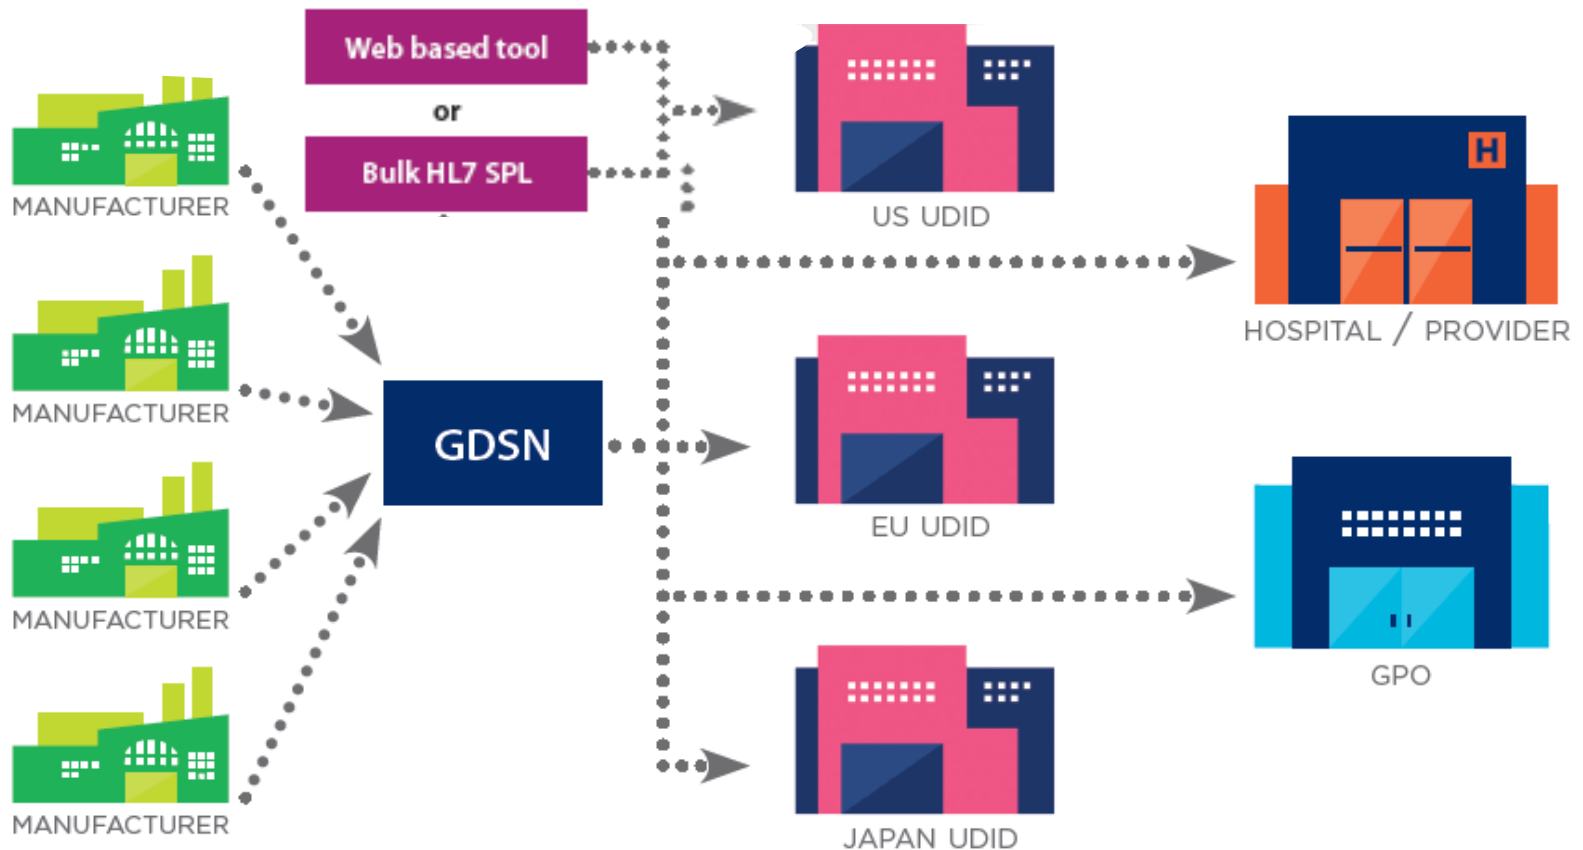 Web based tool
or
Bulk HL7 SPL
MANUFACTURER
MANUFACTURER
MANUFACTURER
MANUFACTURER
GDSN
US UDID
EU UDID
JAPAN UDID
H
HOSPITAL / PROVIDER
GPO